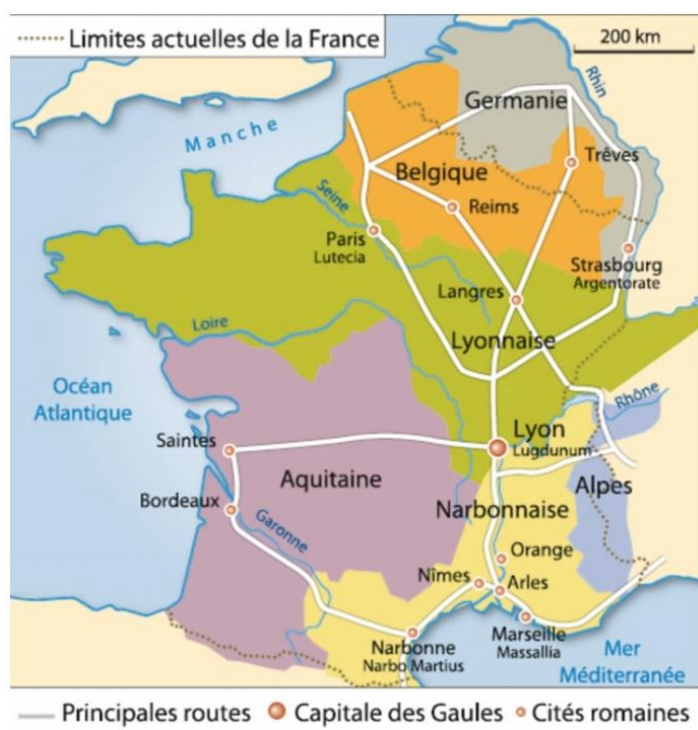 Limites actuelles de la France
200 km
Rhin
Germanie
Manche
Trêves
Belgique
Seine
Reims
Paris
Lutecia
Strasbourg
Argentorate
Langres
Loire
Lyonnaise
Océan
Atlantique
Rhône
Saintes
Lyon
Lugdunum
Aquitaine
Alpes
Bordeaux
Narbonnaise
Garonne
Orange
Nîmes
Arles
Narbonne
Narbo Martius
Marseille
Massallia
Mer
Méditerranée
Principales routes
Capitale des Gaules
Cités romaines